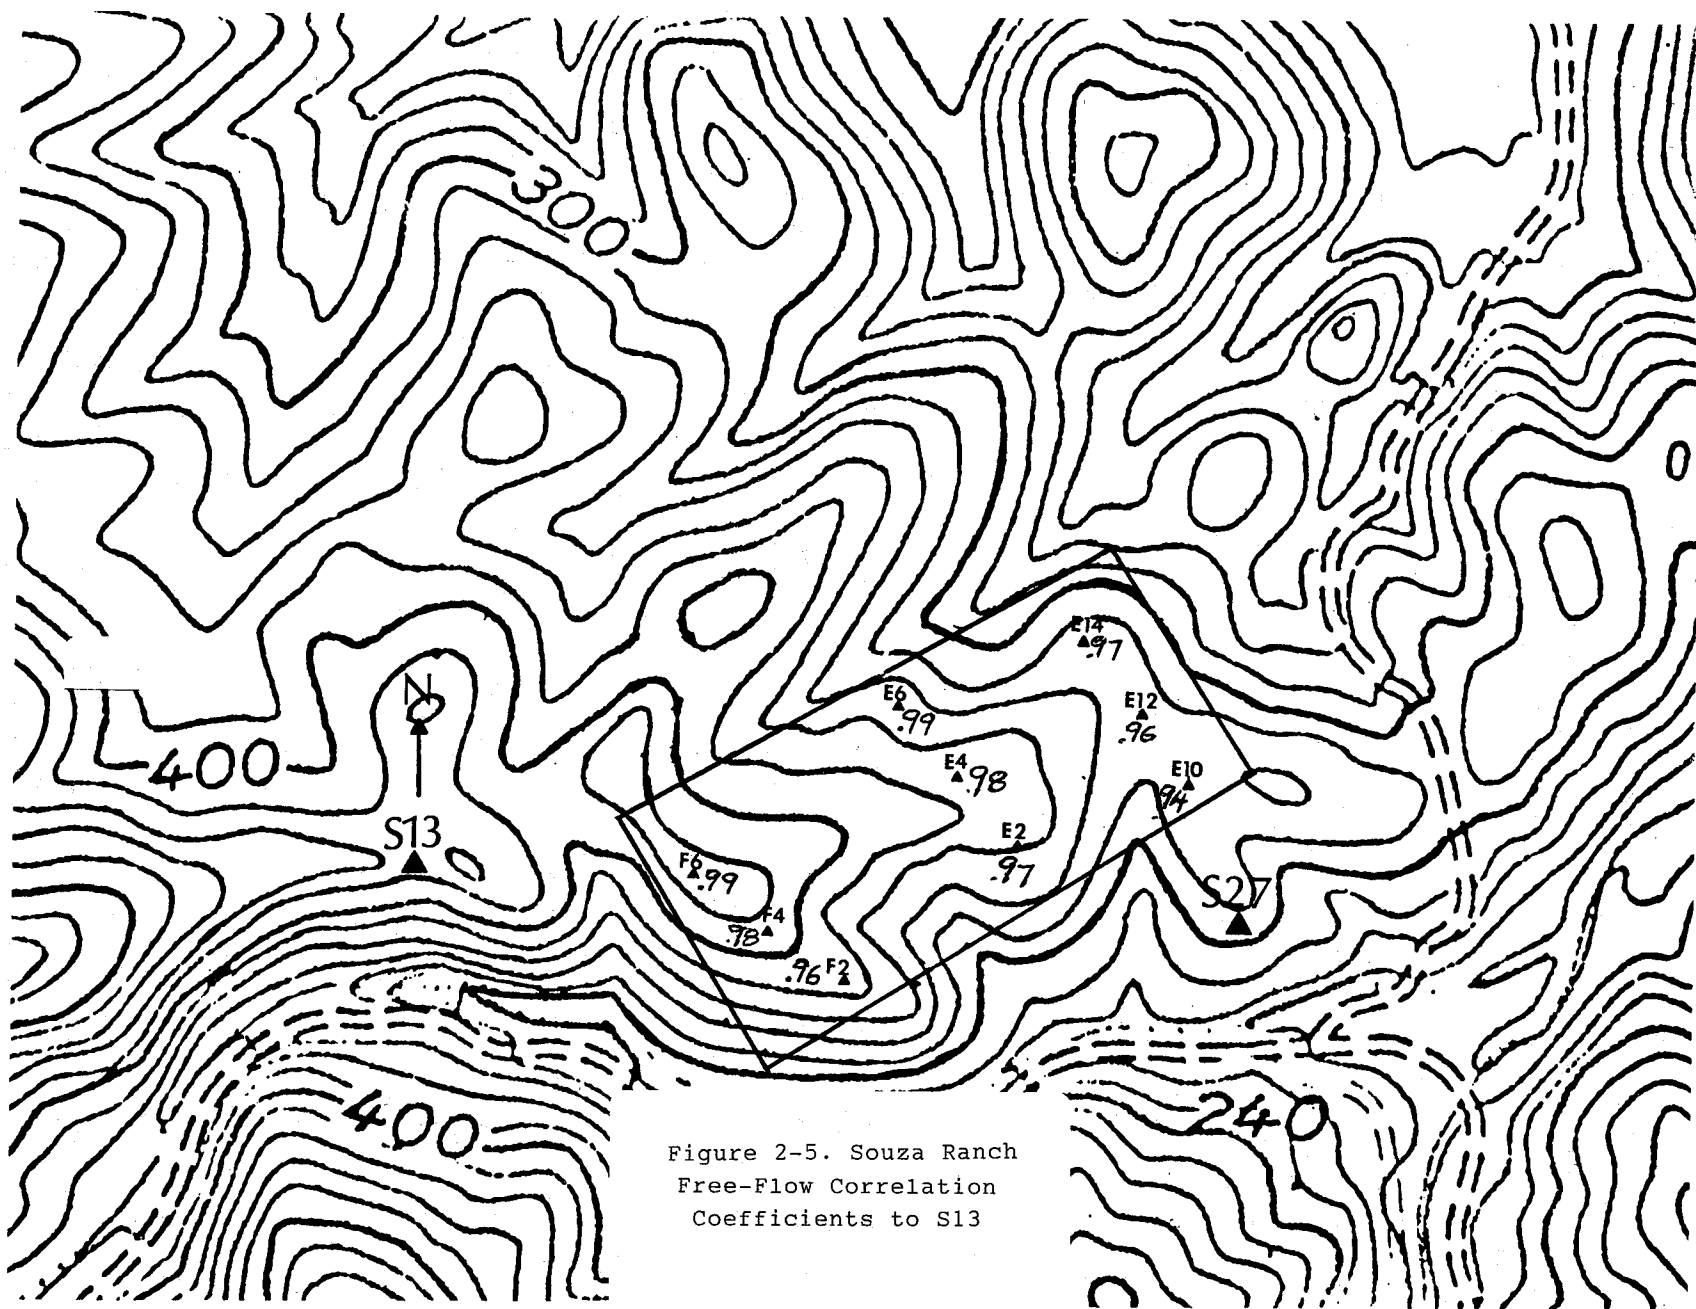 300
E14
.97
E6
.99
E12
.96
N
400
E4 .98
E10
.94
S13
E2
.97
F6
.99
S27
F4
.98
.96 F2
400
240
Figure 2-5. Souza Ranch
Free-Flow Correlation
Coefficients to S13